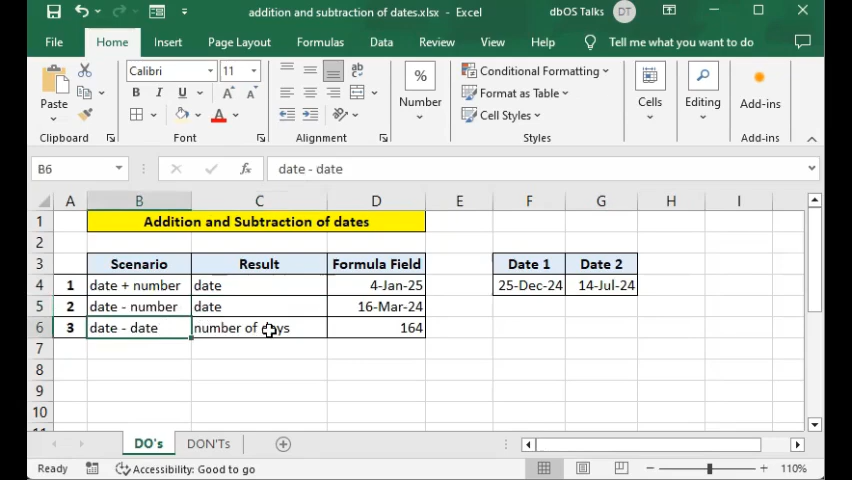 addition and subtraction of dates.xlsx - Excel
dbOS Talks
DT
File Home Insert Page Layout Formulas Data Review View Help Tell me what you want to do
Paste
Clipboard
Calibri 11
B I U A A
A
Font
ab
Alignment
%
Number
Conditional Formatting
Format as Table
Cell Styles
Styles
Cells
Editing
Add-ins
Add-ins
B6 fx date - date
A B C D E F G H I
1 Addition and Subtraction of dates
2
3 Scenario Result Formula Field Date 1 Date 2
4 1 date + number date 4-Jan-25 25-Dec-24 14-Jul-24
5 2 date - number date 16-Mar-24
6 3 date - date number of days 164
7
8
9
10
11
DO's DON'Ts
Ready Accessibility: Good to go 110%